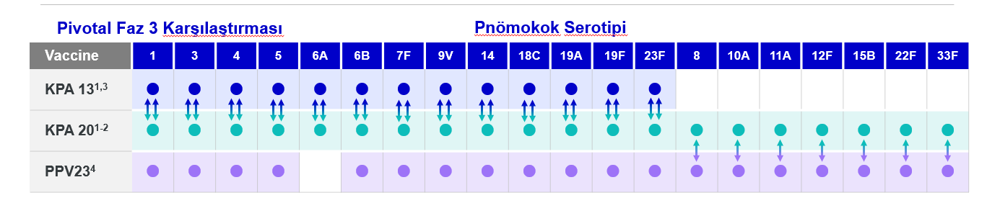 Pivotal Faz 3 Karşılaştırması
Pnömokok Serotipi
Vaccine 1 3 4 5 6A 6B 7F 9V 14 18C 19A 19F 23F 8 10A 11A 12F 15B 22F 33F
KPA 13¹,³
KPA 20¹⁻²
PPV23⁴